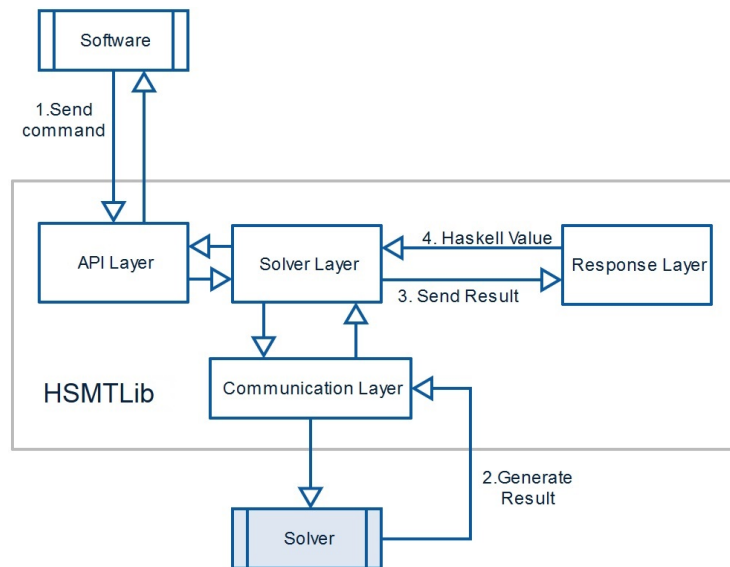 Software
1.Send
command
API Layer
Solver Layer
4. Haskell Value
Response Layer
3. Send Result
HSMTLib
Communication Layer
2.Generate
Result
Solver